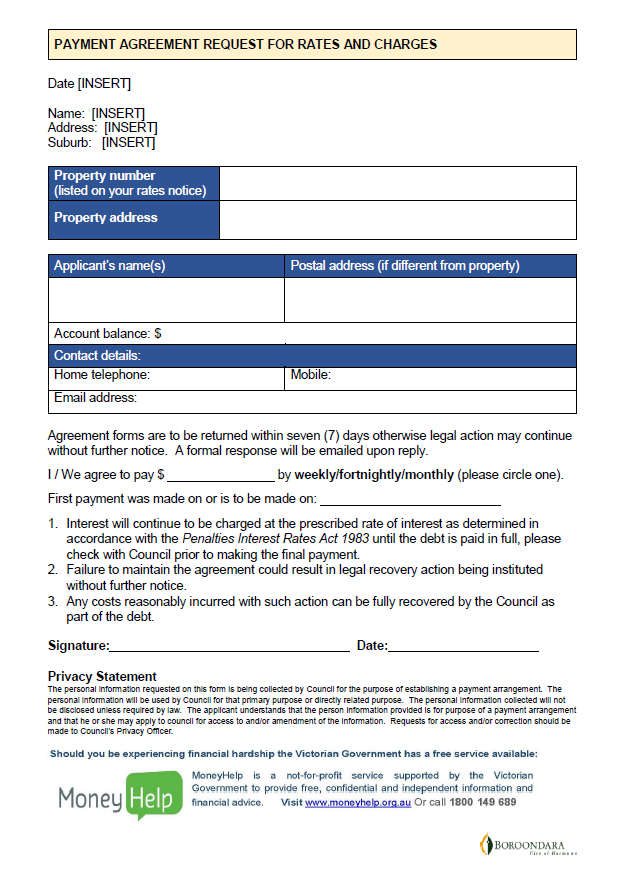 PAYMENT AGREEMENT REQUEST FOR RATES AND CHARGES
Date [INSERT]
Name: [INSERT]
Address: [INSERT]
Suburb: [INSERT]
Property number
(listed on your rates notice)
Property address
Applicant's name(s)
Postal address (if different from property)
Account balance: $
Contact details:
Home telephone:
Mobile:
Email address:
Agreement forms are to be returned within seven (7) days otherwise legal action may continue
without further notice. A formal response will be emailed upon reply.
I / We agree to pay $ ________________ by weekly/fortnightly/monthly (please circle one).
First payment was made on or is to be made on: ___________________________
1. Interest will continue to be charged at the prescribed rate of interest as determined in
accordance with the Penalties Interest Rates Act 1983 until the debt is paid in full, please
check with Council prior to making the final payment.
2. Failure to maintain the agreement could result in legal recovery action being instituted
without further notice.
3. Any costs reasonably incurred with such action can be fully recovered by the Council as
part of the debt.
Signature:___________________________________ Date:______________________
Privacy Statement
The personal information requested on this form is being collected by Council for the purpose of establishing a payment arrangement. The
personal information will be used by Council for that primary purpose or directly related purpose. The personal information collected will not
be disclosed unless required by law. The applicant understands that the person information provided is for purpose of a payment arrangement
and that he or she may apply to council for access to and/or amendment of the information. Requests for access and/or correction should be
made to Council's Privacy Officer.
Should you be experiencing financial hardship the Victorian Government has a free service available:
Money Help
MoneyHelp is a not-for-profit service supported by the Victorian
Government to provide free, confidential and independent information and
financial advice. Visit www.moneyhelp.org.au Or call 1800 149 689
BOROONDARA
City of Harmony